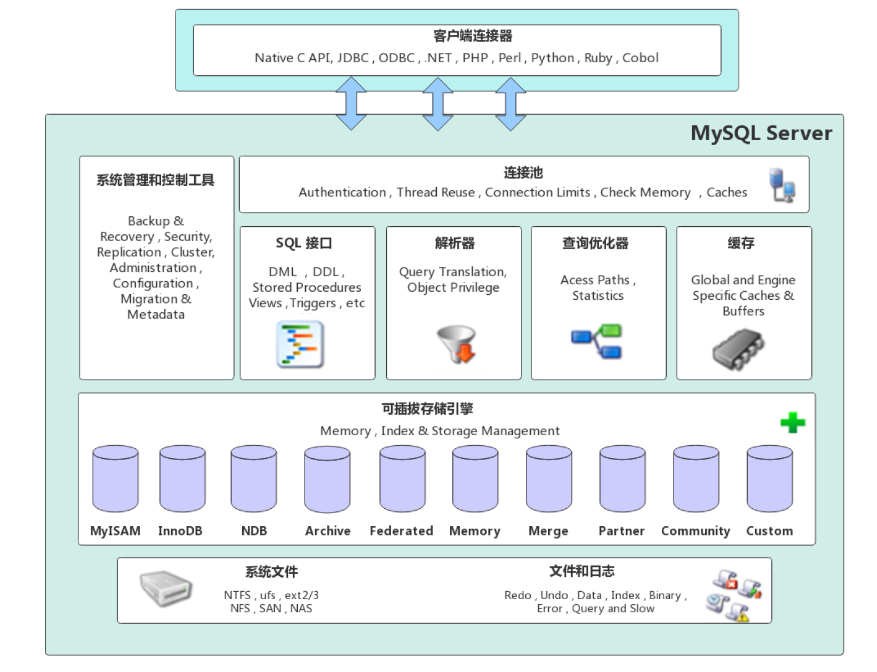 客户端连接器
Native C API, JDBC , ODBC , .NET , PHP , Perl , Python , Ruby , Cobol
MySQL Server
系统管理和控制工具
Backup &
Recovery , Security,
Replication , Cluster,
Administration ,
Configuration ,
Migration &
Metadata
连接池
Authentication , Thread Reuse , Connection Limits , Check Memory , Caches
SQL 接口
DML , DDL ,
Stored Procedures
Views ,Triggers , etc
解析器
Query Translation,
Object Privilege
查询优化器
Acess Paths ,
Statistics
缓存
Global and Engine
Specific Caches &
Buffers
可插拔存储引擎
Memory , Index & Storage Management
MyISAM InnoDB NDB Archive Federated Memory Merge Partner Community Custom
系统文件
NTFS , ufs , ext2/3
NFS , SAN , NAS
文件和日志
Redo , Undo , Data , Index , Binary ,
Error , Query and Slow